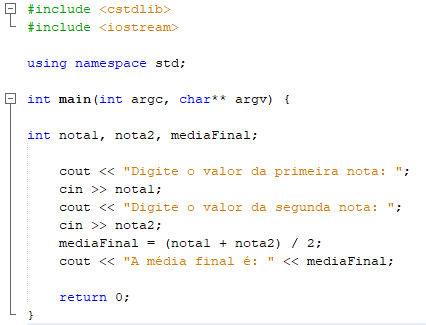 #include <cstdlib>
#include <iostream>
using namespace std;
int main(int argc, char** argv) {
int nota1, nota2, mediaFinal;
cout << "Digite o valor da primeira nota: ";
cin >> nota1;
cout << "Digite o valor da segunda nota: ";
cin >> nota2;
mediaFinal = (nota1 + nota2) / 2;
cout << "A média final é: " << mediaFinal;
return 0;
}